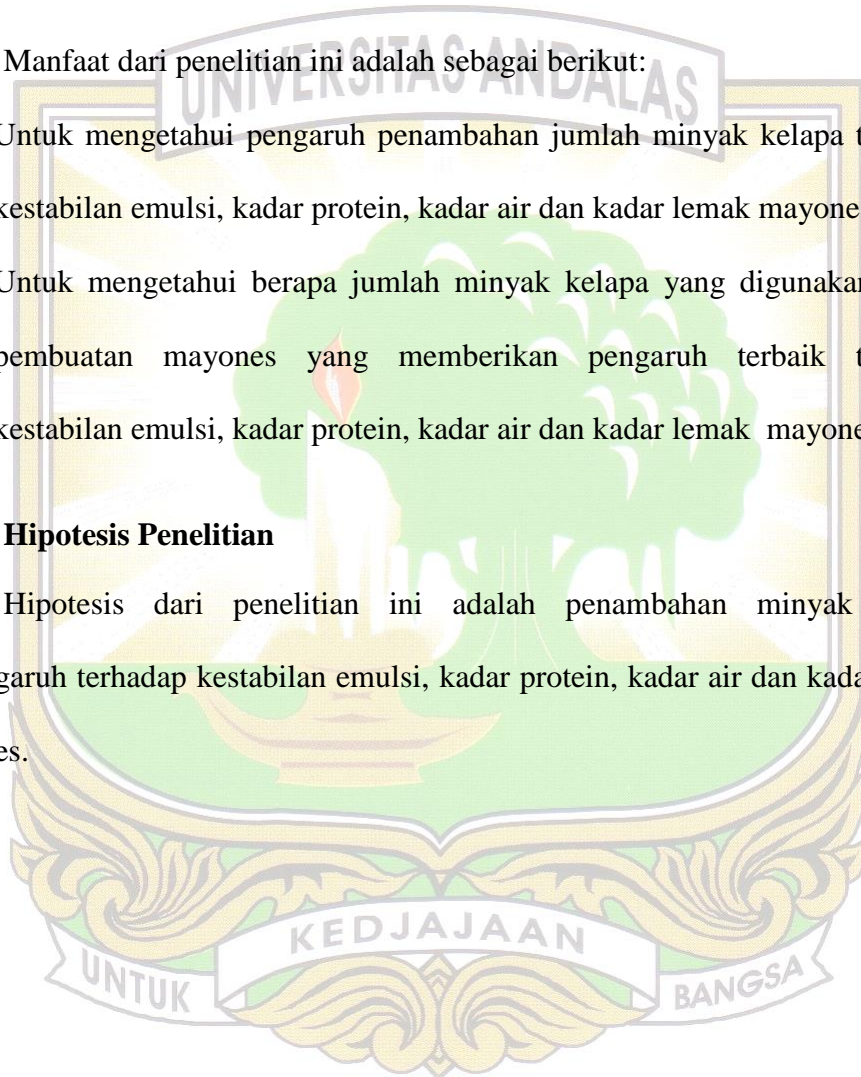 Manfaat dari penelitian ini adalah sebagai berikut:
UNIVERSITAS ANDALAS
Untuk mengetahui pengaruh penambahan jumlah minyak kelapa t
kestabilan emulsi, kadar protein, kadar air dan kadar lemak mayone
Untuk mengetahui berapa jumlah minyak kelapa yang digunakan
pembuatan mayones yang memberikan pengaruh terbaik t
kestabilan emulsi, kadar protein, kadar air dan kadar lemak mayone
Hipotesis Penelitian
Hipotesis dari penelitian ini adalah penambahan minyak
garuh terhadap kestabilan emulsi, kadar protein, kadar air dan kada
es.
KEDJAJAAN
UNTUK BANGSA